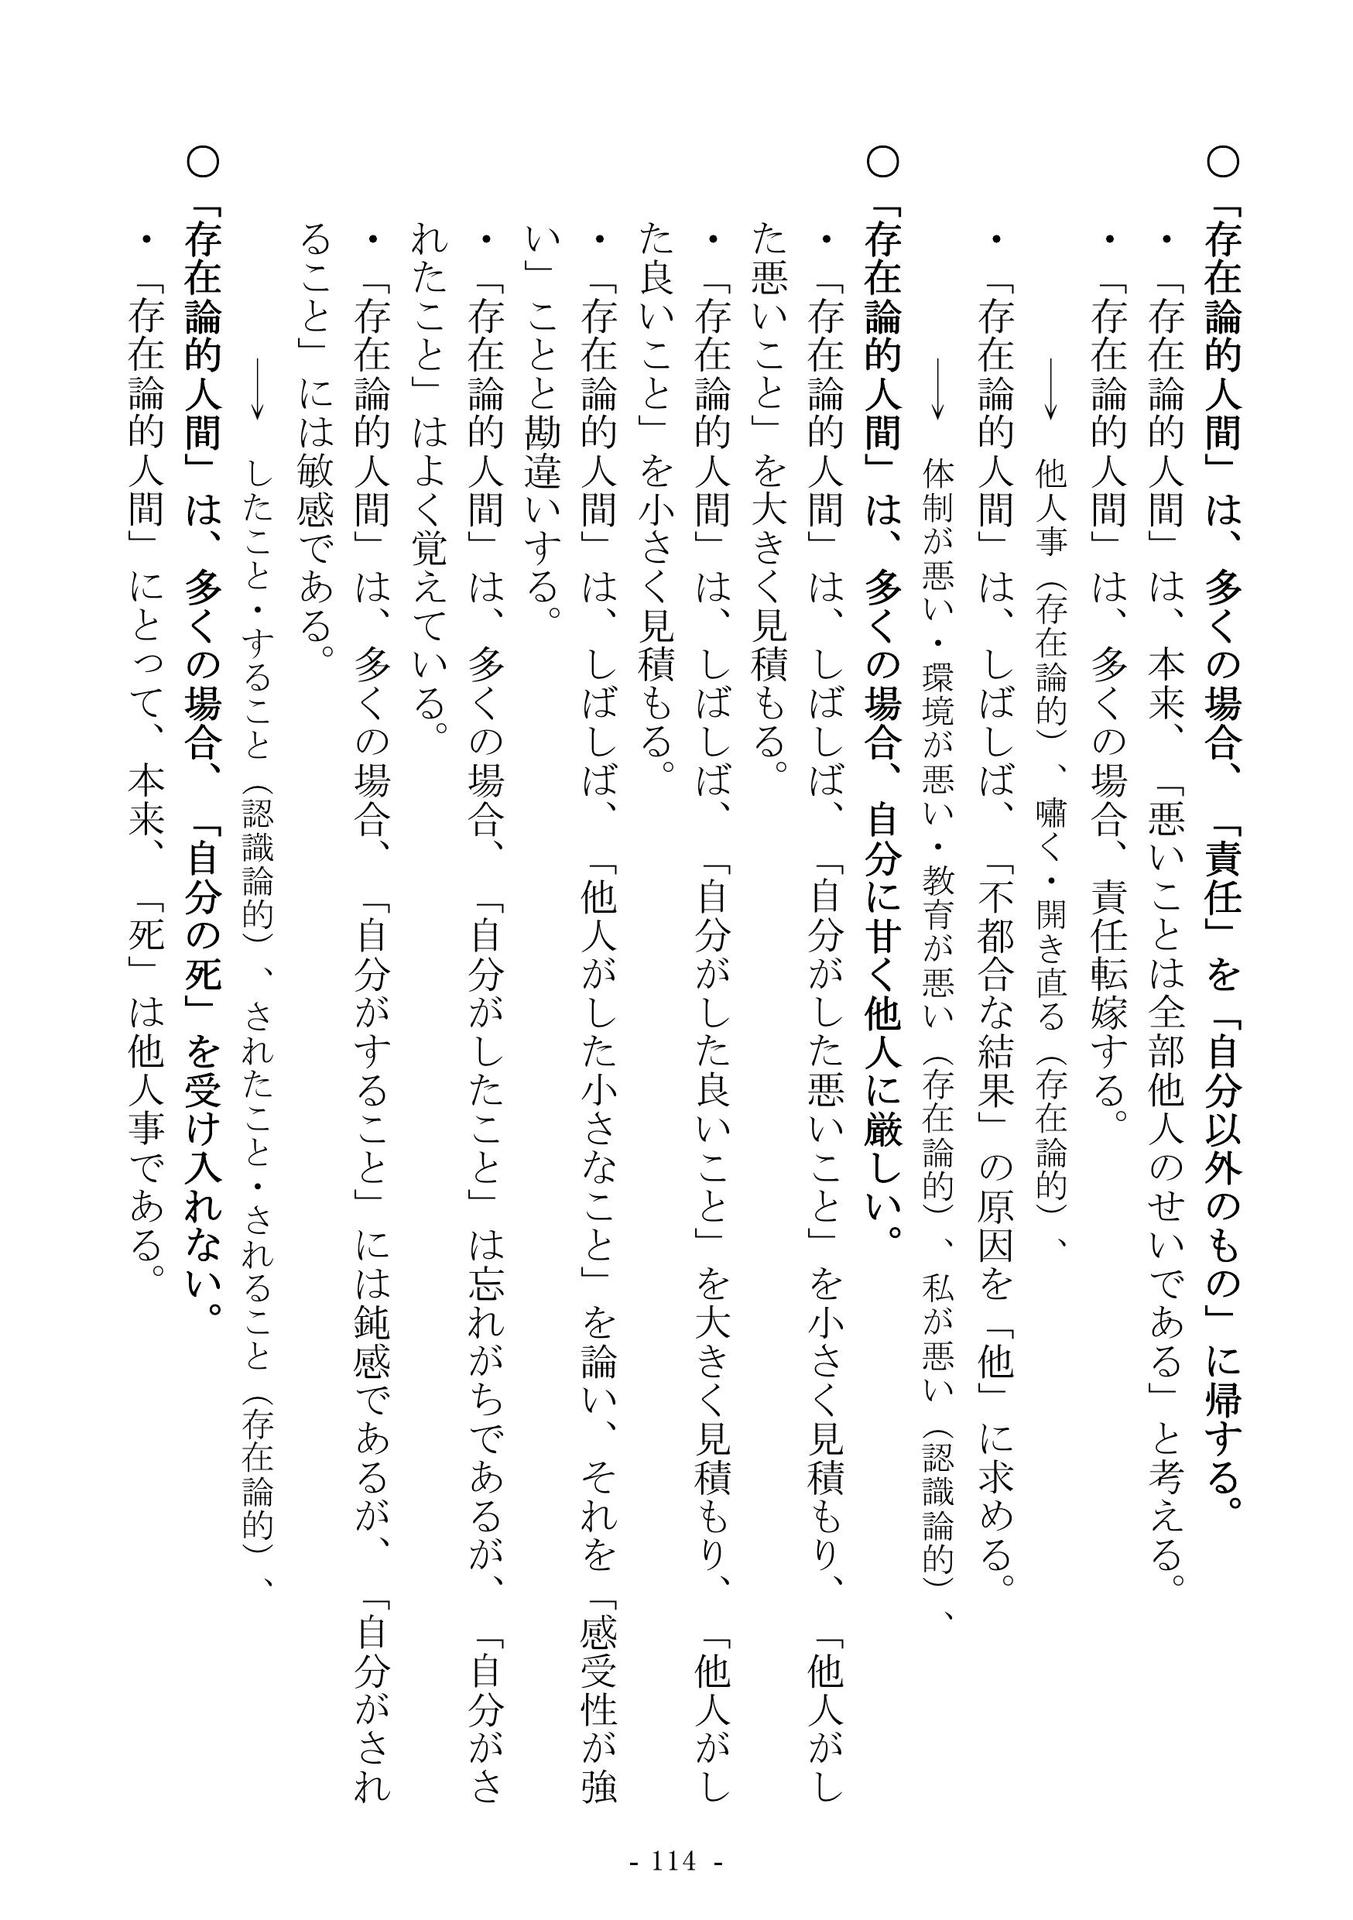 ○「存在論的人間」は、多くの場合、「責任」を「自分以外のもの」に帰する。
・「存在論的人間」は、本来、「悪いことは全部他人のせいである」と考える。
・「存在論的人間」は、多くの場合、責任転嫁する。
→ 他人事（存在論的）、嘯く・開き直る（存在論的）、
・「存在論的人間」は、しばしば、「不都合な結果」の原因を「他」に求める。
→ 体制が悪い・環境が悪い・教育が悪い（存在論的）、私が悪い（認識論的）、
○「存在論的人間」は、多くの場合、自分に甘く他人に厳しい。
・「存在論的人間」は、しばしば、「自分がした悪いこと」を小さく見積もり、「他人がし
た悪いこと」を大きく見積もる。
・「存在論的人間」は、しばしば、「自分がした良いこと」を大きく見積もり、「他人がし
た良いこと」を小さく見積もる。
・「存在論的人間」は、しばしば、「他人がした小さなこと」を論い、それを「感受性が強
い」ことと勘違いする。
・「存在論的人間」は、多くの場合、「自分がしたこと」は忘れがちであるが、「自分がさ
れたこと」はよく覚えている。
・「存在論的人間」は、多くの場合、「自分がすること」には鈍感であるが、「自分がされ
ること」には敏感である。
→ したこと・すること（認識論的）、されたこと・されること（存在論的）、
○「存在論的人間」は、多くの場合、「自分の死」を受け入れない。
・「存在論的人間」にとって、本来、「死」は他人事である。
- 114 -